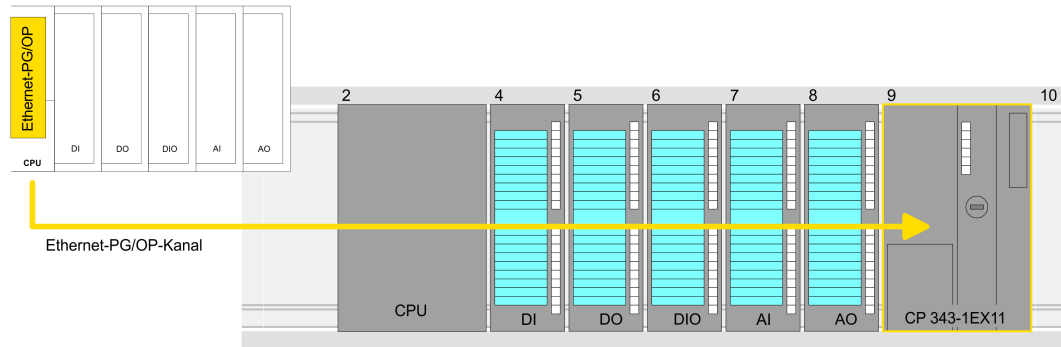 Ethernet-PG/OP
CPU
DI
DO
DIO
AI
AO
2
4
5
6
7
8
9
10
Ethernet-PG/OP-Kanal
CPU
DI
DO
DIO
AI
AO
CP 343-1EX11